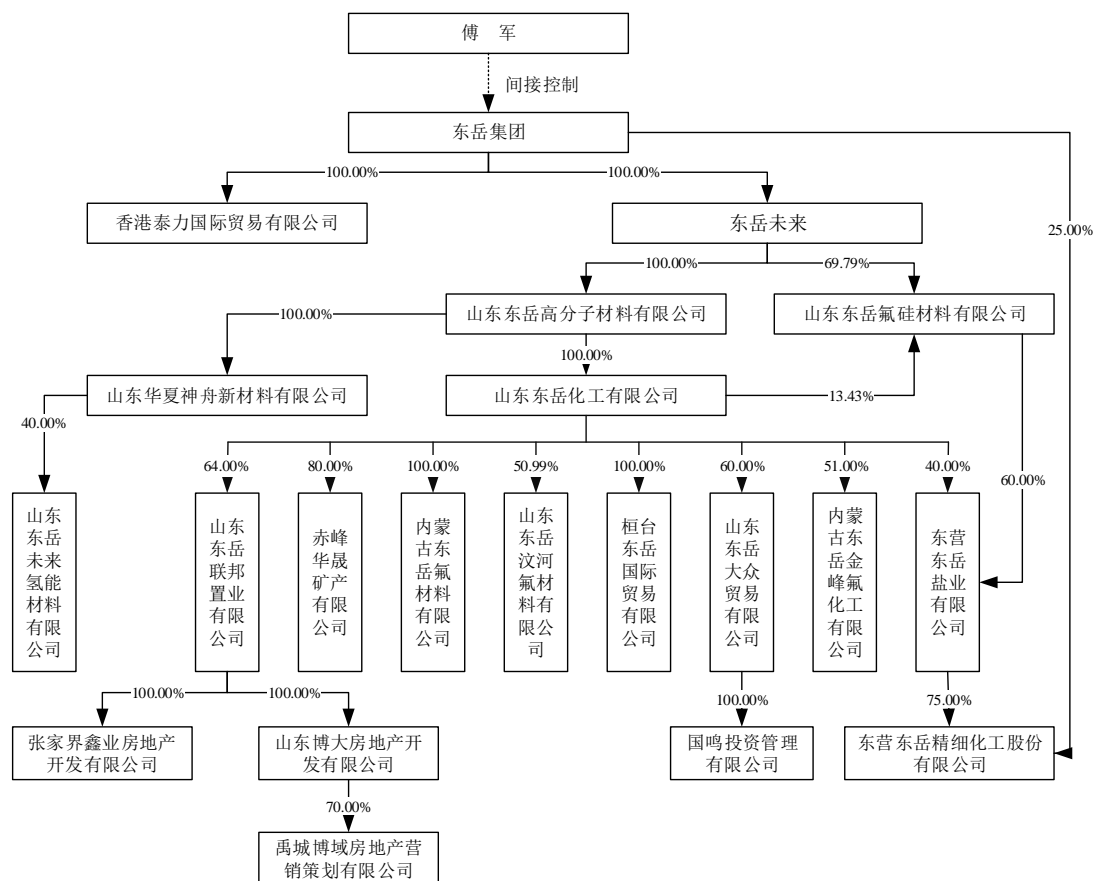 傅　军
间接控制
东岳集团
100.00%
100.00%
香港泰力国际贸易有限公司
东岳未来
25.00%
100.00%
69.79%
山东东岳高分子材料有限公司
山东东岳氟硅材料有限公司
100.00%
100.00%
山东华夏神舟新材料有限公司
山东东岳化工有限公司
13.43%
40.00%
64.00%
80.00%
100.00%
50.99%
100.00%
60.00%
51.00%
40.00%
60.00%
山东
东岳
未来
氢能
材料
有限
公司
山东
东岳
联邦
置业
有限
公司
赤峰
华晟
矿产
有限
公司
内蒙
古东
岳氟
材料
有限
公司
山东
东岳
汶河
氟材
料有
限公
司
桓台
东岳
国际
贸易
有限
公司
山东
东岳
大众
贸易
有限
公司
内蒙
古东
岳金
峰氟
化工
有限
公司
东营
东岳
盐业
有限
公司
100.00%
100.00%
100.00%
75.00%
张家界鑫业房地产
开发有限公司
山东博大房地产开
发有限公司
国鸣投资管理
有限公司
东营东岳精细化工股份
有限公司
70.00%
禹城博域房地产营
销策划有限公司